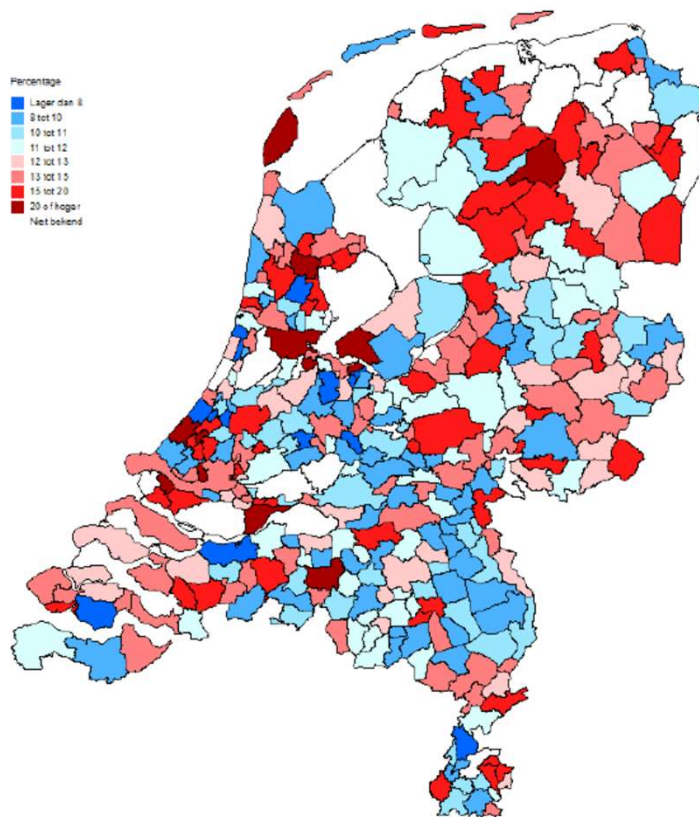 Percentage
Lager dan 8
8 tot 10
10 tot 11
11 tot 12
12 tot 13
13 tot 15
15 tot 20
20 of hoger
Niet bekend